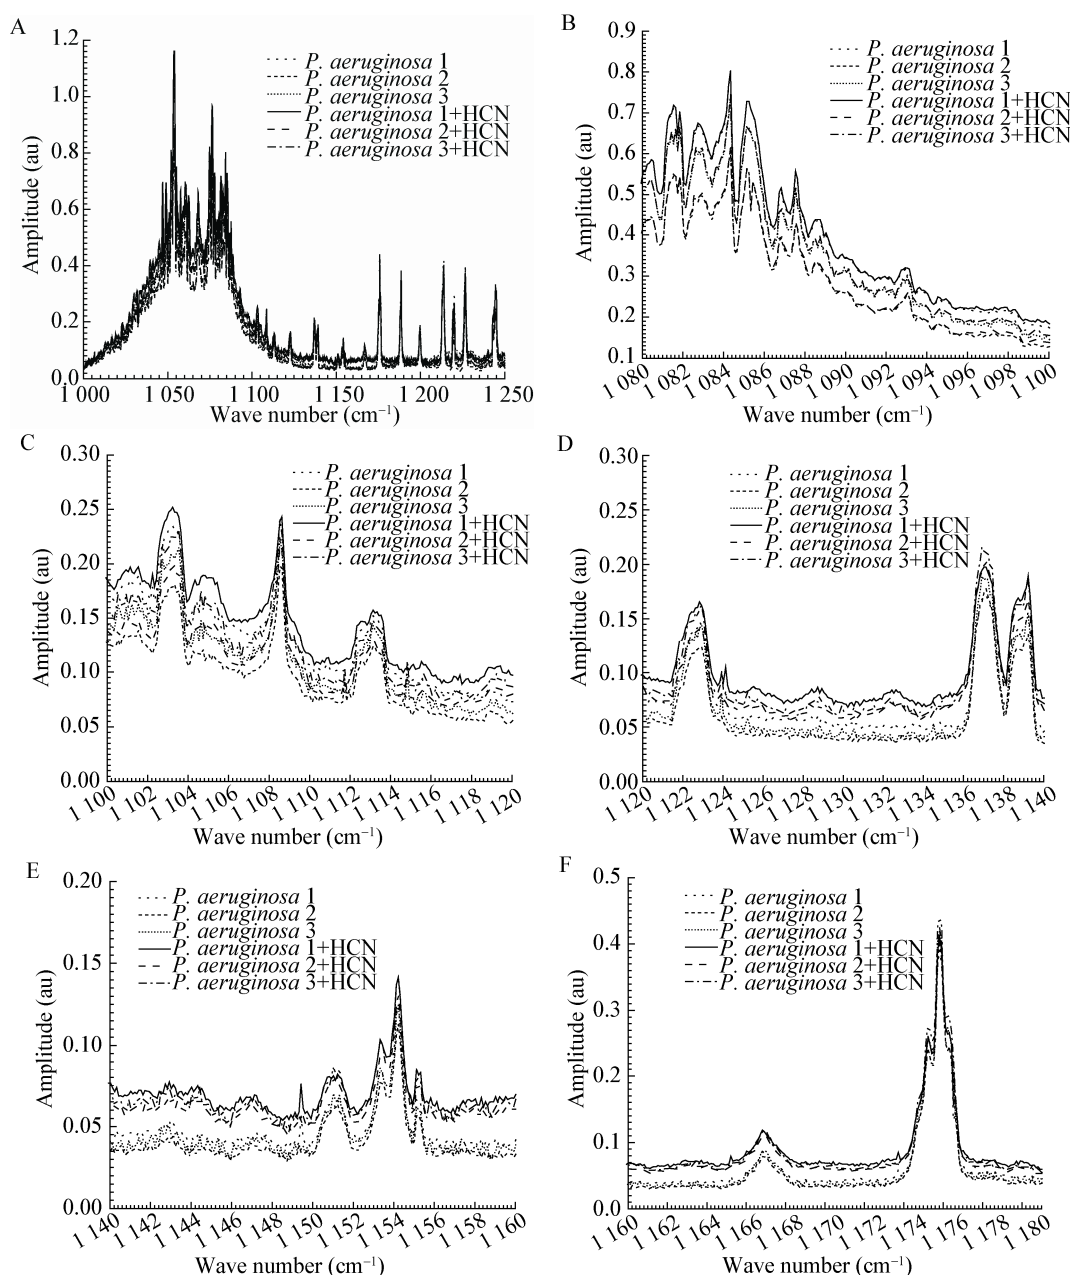 A
1.2
1.0
0.8
0.6
0.4
0.2
0.0
Amplitude (au)
P. aeruginosa 1
P. aeruginosa 2
P. aeruginosa 3
P. aeruginosa 1+HCN
P. aeruginosa 2+HCN
P. aeruginosa 3+HCN
1 000 1 050 1 100 1 150 1 200 1 250
Wave number (cm⁻¹)
B
0.9
0.8
0.7
0.6
0.5
0.4
0.3
0.2
0.1
Amplitude (au)
P. aeruginosa 1
P. aeruginosa 2
P. aeruginosa 3
P. aeruginosa 1+HCN
P. aeruginosa 2+HCN
P. aeruginosa 3+HCN
1 080 1 082 1 084 1 086 1 088 1 090 1 092 1 094 1 096 1 098 1 100
Wave number (cm⁻¹)
C
0.30
0.25
0.20
0.15
0.10
0.05
0.00
Amplitude (au)
P. aeruginosa 1
P. aeruginosa 2
P. aeruginosa 3
P. aeruginosa 1+HCN
P. aeruginosa 2+HCN
P. aeruginosa 3+HCN
1 100 1 102 1 104 1 106 1 108 1 110 1 112 1 114 1 116 1 118 1 120
Wave number (cm⁻¹)
D
0.30
0.25
0.20
0.15
0.10
0.05
0.00
Amplitude (au)
P. aeruginosa 1
P. aeruginosa 2
P. aeruginosa 3
P. aeruginosa 1+HCN
P. aeruginosa 2+HCN
P. aeruginosa 3+HCN
1 120 1 122 1 124 1 126 1 128 1 130 1 132 1 134 1 136 1 138 1 140
Wave number (cm⁻¹)
E
0.20
0.15
0.10
0.05
0.00
Amplitude (au)
P. aeruginosa 1
P. aeruginosa 2
P. aeruginosa 3
P. aeruginosa 1+HCN
P. aeruginosa 2+HCN
P. aeruginosa 3+HCN
1 140 1 142 1 144 1 146 1 148 1 150 1 152 1 154 1 156 1 158 1 160
Wave number (cm⁻¹)
F
0.5
0.4
0.3
0.2
0.1
0.0
Amplitude (au)
P. aeruginosa 1
P. aeruginosa 2
P. aeruginosa 3
P. aeruginosa 1+HCN
P. aeruginosa 2+HCN
P. aeruginosa 3+HCN
1 160 1 162 1 164 1 166 1 168 1 170 1 172 1 174 1 176 1 178 1 180
Wave number (cm⁻¹)